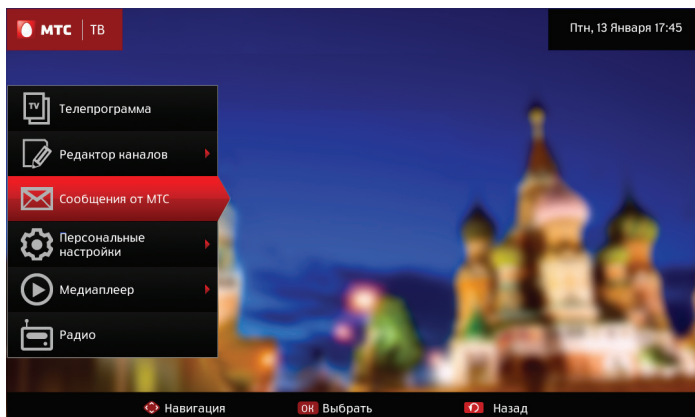 МТС ТВ
Птн, 13 Января 17:45
TV
Телепрограмма
Редактор каналов
Сообщения от МТС
Персональные
настройки
Медиаплеер
Радио
Навигация
ОК Выбрать
Назад